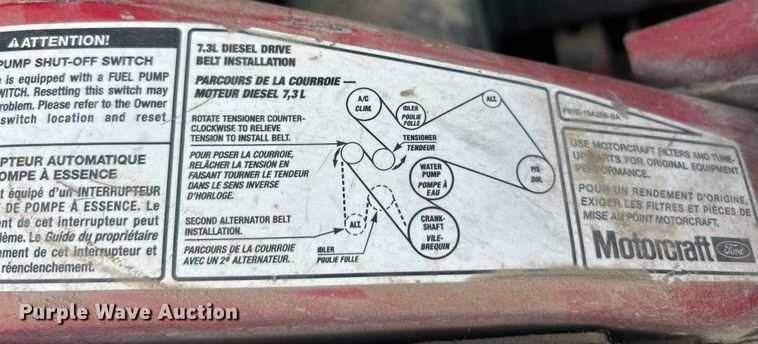 ATTENTION!
PUMP SHUT-OFF SWITCH
is equipped with a FUEL PUMP
WITCH. Resetting this switch may
problem. Please refer to the Owner
switch location and reset
PTEUR AUTOMATIQUE
OMPE À ESSENCE
t équipé d'un INTERRUPTEUR
DE POMPE À ESSENCE. Le
nt de cet interrupteur peut
lème. Le Guide du propriétaire
ement de cet interrupteur et
réenclenchement.
7.3L DIESEL DRIVE
BELT INSTALLATION
PARCOURS DE LA COURROIE —
MOTEUR DIESEL 7,3 L
ROTATE TENSIONER COUNTER-
CLOCKWISE TO RELIEVE
TENSION TO INSTALL BELT.
POUR POSER LA COURROIE,
RELÂCHER LA TENSION EN
FAISANT TOURNER LE TENDEUR
DANS LE SENS INVERSE
D'HORLOGE.
SECOND ALTERNATOR BELT
INSTALLATION.
PARCOURS DE LA COURROIE
AVEC UN 2e ALTERNATEUR.
A/C
CLIM.
IDLER
POULIE
FOLLE
ALT.
TENSIONER
TENDEUR
WATER
PUMP
POMPE À
EAU
P/S
DIR.
ALT.
IDLER
POULIE FOLLE
CRANK-
SHAFT
VILE-
BREQUIN
USE MOTORCRAFT FILTERS AND TUNE-
UP PARTS FOR ORIGINAL EQUIPMENT
PERFORMANCE.
POUR UN RENDEMENT D'ORIGINE,
EXIGER LES FILTRES ET PIÈCES DE
MISE AU POINT MOTORCRAFT.
Motorcraft Ford
Purple Wave Auction